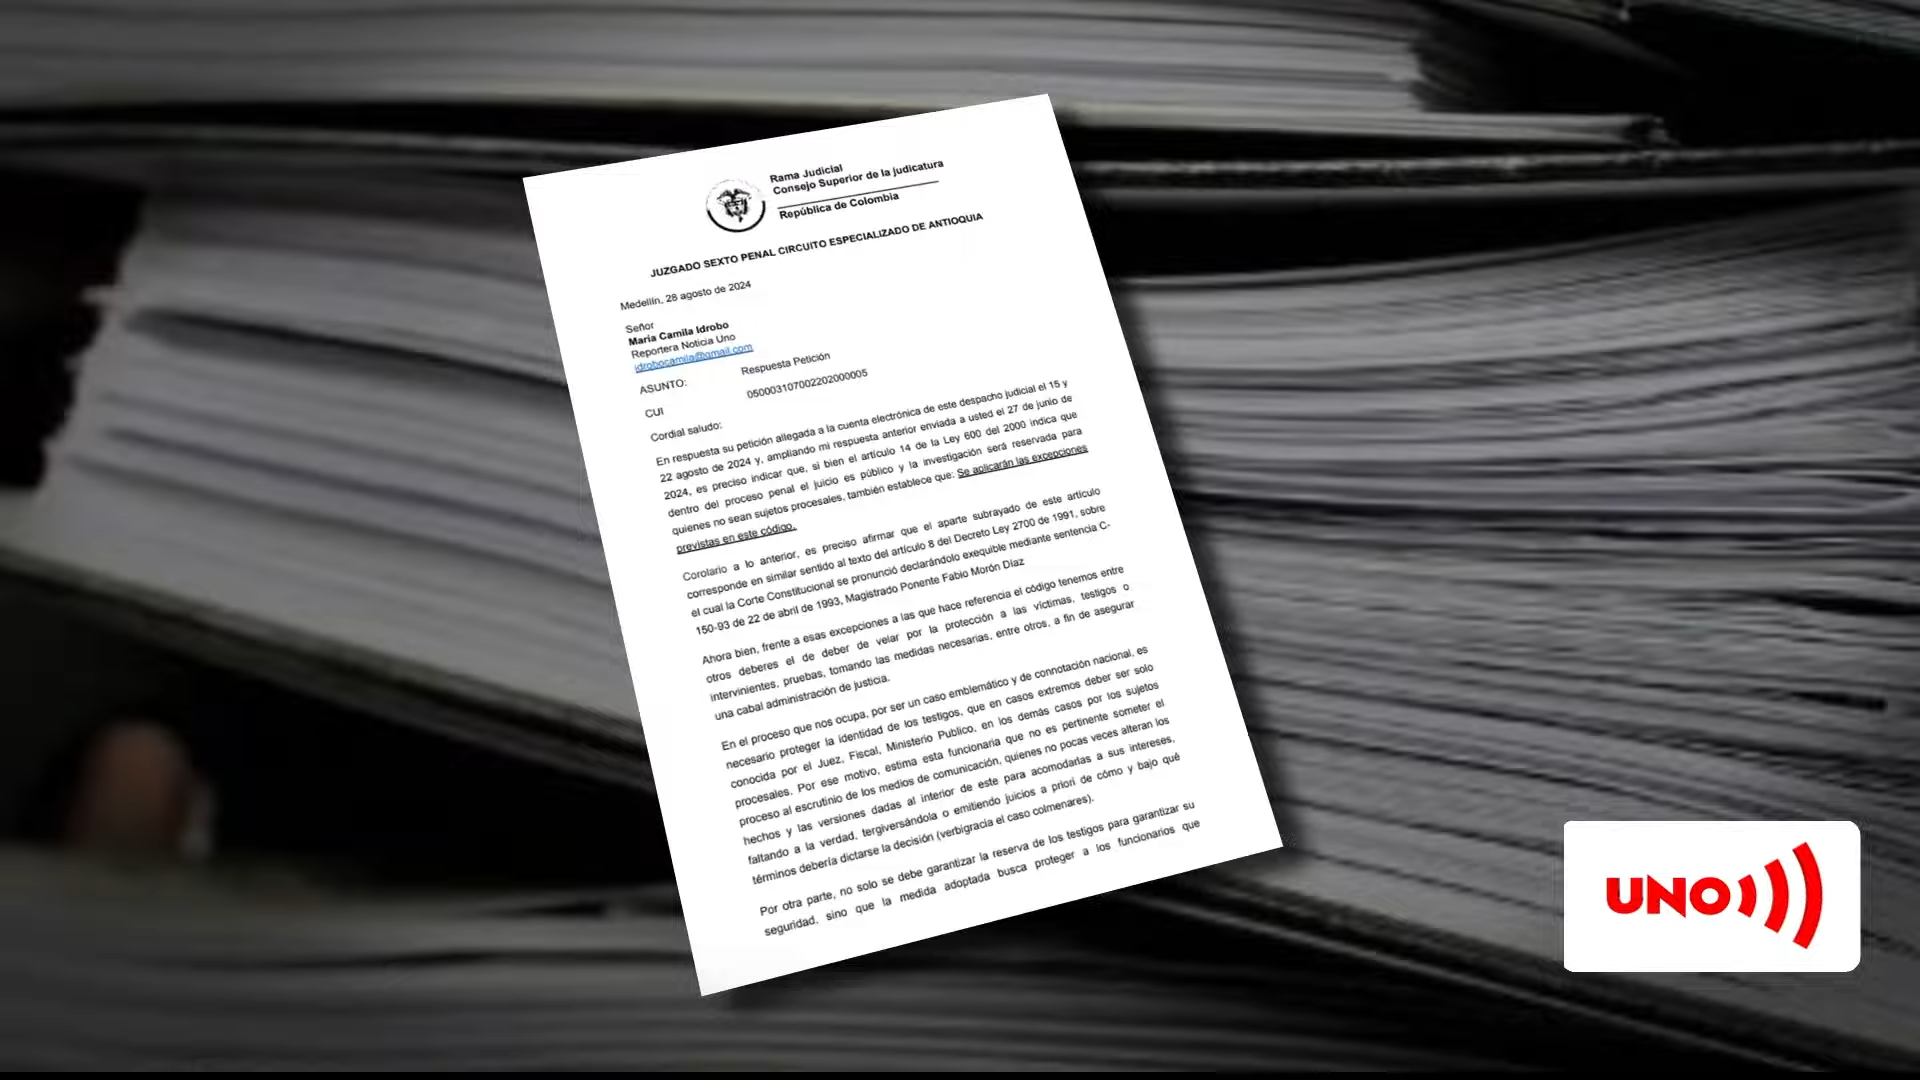 Rama Judicial
Consejo Superior de la judicatura
República de Colombia
JUZGADO SEXTO PENAL CIRCUITO ESPECIALIZADO DE ANTIOQUIA
Medellín, 28 agosto de 2024
Señor
María Camila Idrobo
Reportera Noticia Uno
idrobocamila@gmail.com
ASUNTO: Respuesta Petición
CUI 050003107002202000005
Cordial saludo:
En respuesta su petición allegada a la cuenta electrónica de este despacho judicial el 15 y
22 agosto de 2024 y, ampliando mi respuesta anterior enviada a usted el 27 de junio de
2024, es preciso indicar que, si bien el artículo 14 de la Ley 600 del 2000 indica que
dentro del proceso penal el juicio es público y la investigación será reservada para
quienes no sean sujetos procesales, también establece que: Se aplicarán las excepciones
previstas en este código.
Corolario a lo anterior, es preciso afirmar que el aparte subrayado de este artículo
corresponde en similar sentido al texto del artículo 8 del Decreto Ley 2700 de 1991, sobre
el cual la Corte Constitucional se pronunció declarándolo exequible mediante sentencia C-
150-93 de 22 de abril de 1993, Magistrado Ponente Fabio Morón Díaz
Ahora bien, frente a esas excepciones a las que hace referencia el código tenemos entre
otros deberes el de deber de velar por la protección a las víctimas, testigos o
intervinientes, pruebas, tomando las medidas necesarias, entre otros, a fin de asegurar
una cabal administración de justicia.
En el proceso que nos ocupa, por ser un caso emblemático y de connotación nacional, es
necesario proteger la identidad de los testigos, que en casos extremos deber ser solo
conocida por el Juez, Fiscal, Ministerio Publico, en los demás casos por los sujetos
procesales. Por ese motivo, estima esta funcionaria que no es pertinente someter el
proceso al escrutinio de los medios de comunicación, quienes no pocas veces alteran los
hechos y las versiones dadas al interior de este para acomodarlas a sus intereses,
faltando a la verdad, tergiversándola o emitiendo juicios a priori de cómo y bajo qué
términos debería dictarse la decisión (verbigracia el caso colmenares).
Por otra parte, no solo se debe garantizar la reserva de los testigos para garantizar su
seguridad, sino que la medida adoptada busca proteger a los funcionarios que
UNO